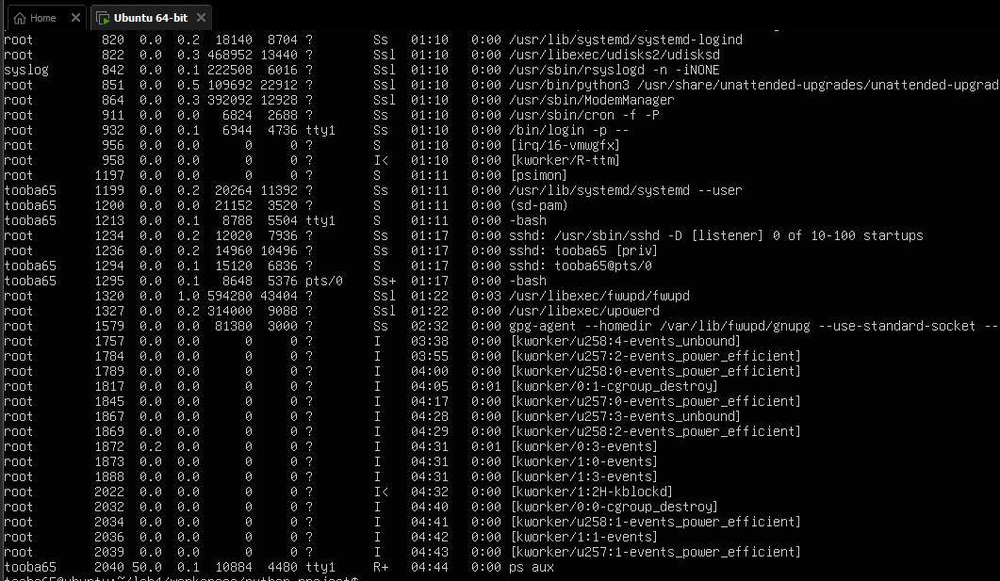 Home
Ubuntu 64-bit
root 820 0.0 0.2 18140 8704 ? Ss 01:10 0:00 /usr/lib/systemd/systemd-logind
root 822 0.0 0.3 468952 13440 ? Ssl 01:10 0:00 /usr/libexec/udisks2/udisksd
syslog 842 0.0 0.1 222508 6016 ? Ssl 01:10 0:00 /usr/sbin/rsyslogd -n -iNONE
root 851 0.0 0.5 109692 22912 ? Ssl 01:10 0:00 /usr/bin/python3 /usr/share/unattended-upgrades/unattended-upgrad
root 864 0.0 0.3 392092 12928 ? Ssl 01:10 0:00 /usr/sbin/ModemManager
root 911 0.0 0.0 6824 2688 ? Ss 01:10 0:00 /usr/sbin/cron -f -P
root 932 0.0 0.1 6944 4736 tty1 Ss 01:10 0:00 /bin/login -p --
root 956 0.0 0.0 0 0 ? S 01:10 0:00 [irq/16-vmwgfx]
root 958 0.0 0.0 0 0 ? I< 01:10 0:00 [kworker/R-ttm]
root 1197 0.0 0.0 0 0 ? S 01:11 0:00 [psimon]
tooba65 1199 0.0 0.2 20264 11392 ? Ss 01:11 0:00 /usr/lib/systemd/systemd --user
tooba65 1200 0.0 0.0 21152 3520 ? S 01:11 0:00 (sd-pam)
tooba65 1213 0.0 0.1 8788 5504 tty1 S 01:11 0:00 -bash
root 1234 0.0 0.2 12020 7936 ? Ss 01:17 0:00 sshd: /usr/sbin/sshd -D [listener] 0 of 10-100 startups
root 1236 0.0 0.2 14960 10496 ? Ss 01:17 0:00 sshd: tooba65 [priv]
tooba65 1294 0.0 0.1 15120 6836 ? S 01:17 0:00 sshd: tooba65@pts/0
tooba65 1295 0.0 0.1 8648 5376 pts/0 Ss+ 01:17 0:00 -bash
root 1320 0.0 1.0 594280 43404 ? Ssl 01:22 0:03 /usr/libexec/fwupd/fwupd
root 1327 0.0 0.2 314000 9088 ? Ssl 01:22 0:00 /usr/libexec/upowerd
root 1579 0.0 0.0 81380 3000 ? Ss 02:32 0:00 gpg-agent --homedir /var/lib/fwupd/gnupg --use-standard-socket --
root 1757 0.0 0.0 0 0 ? I 03:38 0:00 [kworker/u258:4-events_unbound]
root 1784 0.0 0.0 0 0 ? I 03:55 0:00 [kworker/u257:2-events_power_efficient]
root 1789 0.0 0.0 0 0 ? I 04:00 0:00 [kworker/u258:0-events_power_efficient]
root 1817 0.0 0.0 0 0 ? I 04:05 0:01 [kworker/0:1-cgroup_destroy]
root 1845 0.0 0.0 0 0 ? I 04:17 0:00 [kworker/u257:0-events_power_efficient]
root 1867 0.0 0.0 0 0 ? I 04:28 0:00 [kworker/u257:3-events_unbound]
root 1869 0.0 0.0 0 0 ? I 04:29 0:00 [kworker/u258:2-events_power_efficient]
root 1872 0.2 0.0 0 0 ? I 04:31 0:01 [kworker/0:3-events]
root 1873 0.0 0.0 0 0 ? I 04:31 0:00 [kworker/1:0-events]
root 1888 0.0 0.0 0 0 ? I 04:31 0:00 [kworker/1:3-events]
root 2022 0.0 0.0 0 0 ? I< 04:32 0:00 [kworker/1:2H-kblockd]
root 2032 0.0 0.0 0 0 ? I 04:40 0:00 [kworker/0:0-cgroup_destroy]
root 2034 0.0 0.0 0 0 ? I 04:41 0:00 [kworker/u258:1-events_power_efficient]
root 2036 0.0 0.0 0 0 ? I 04:42 0:00 [kworker/1:1-events]
root 2039 0.0 0.0 0 0 ? I 04:43 0:00 [kworker/u257:1-events_power_efficient]
tooba65 2040 50.0 0.1 10884 4480 tty1 R+ 04:44 0:00 ps aux